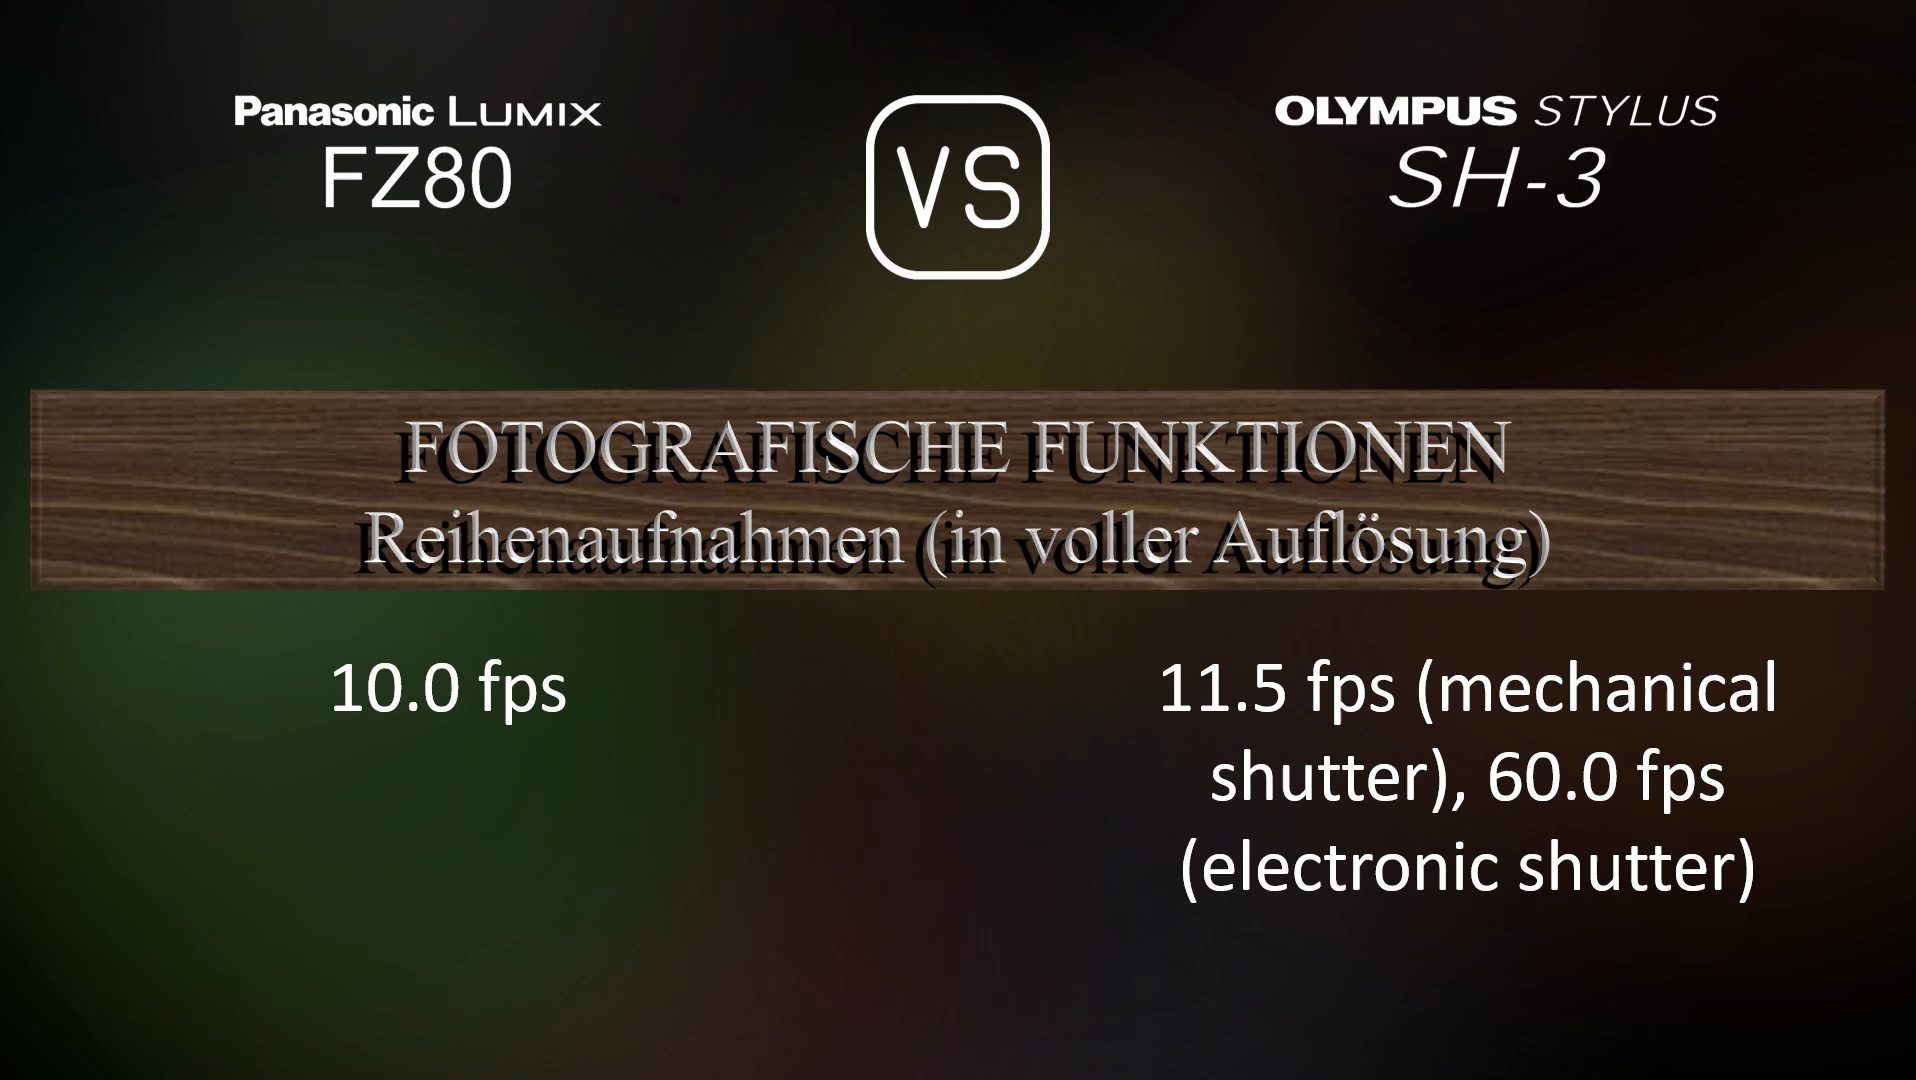 Panasonic LUMIX
FZ80
VS
OLYMPUS STYLUS
SH-3
FOTOGRAFISCHE FUNKTIONEN
Reihenaufnahmen (in voller Auflösung)
10.0 fps
11.5 fps (mechanical
shutter), 60.0 fps
(electronic shutter)